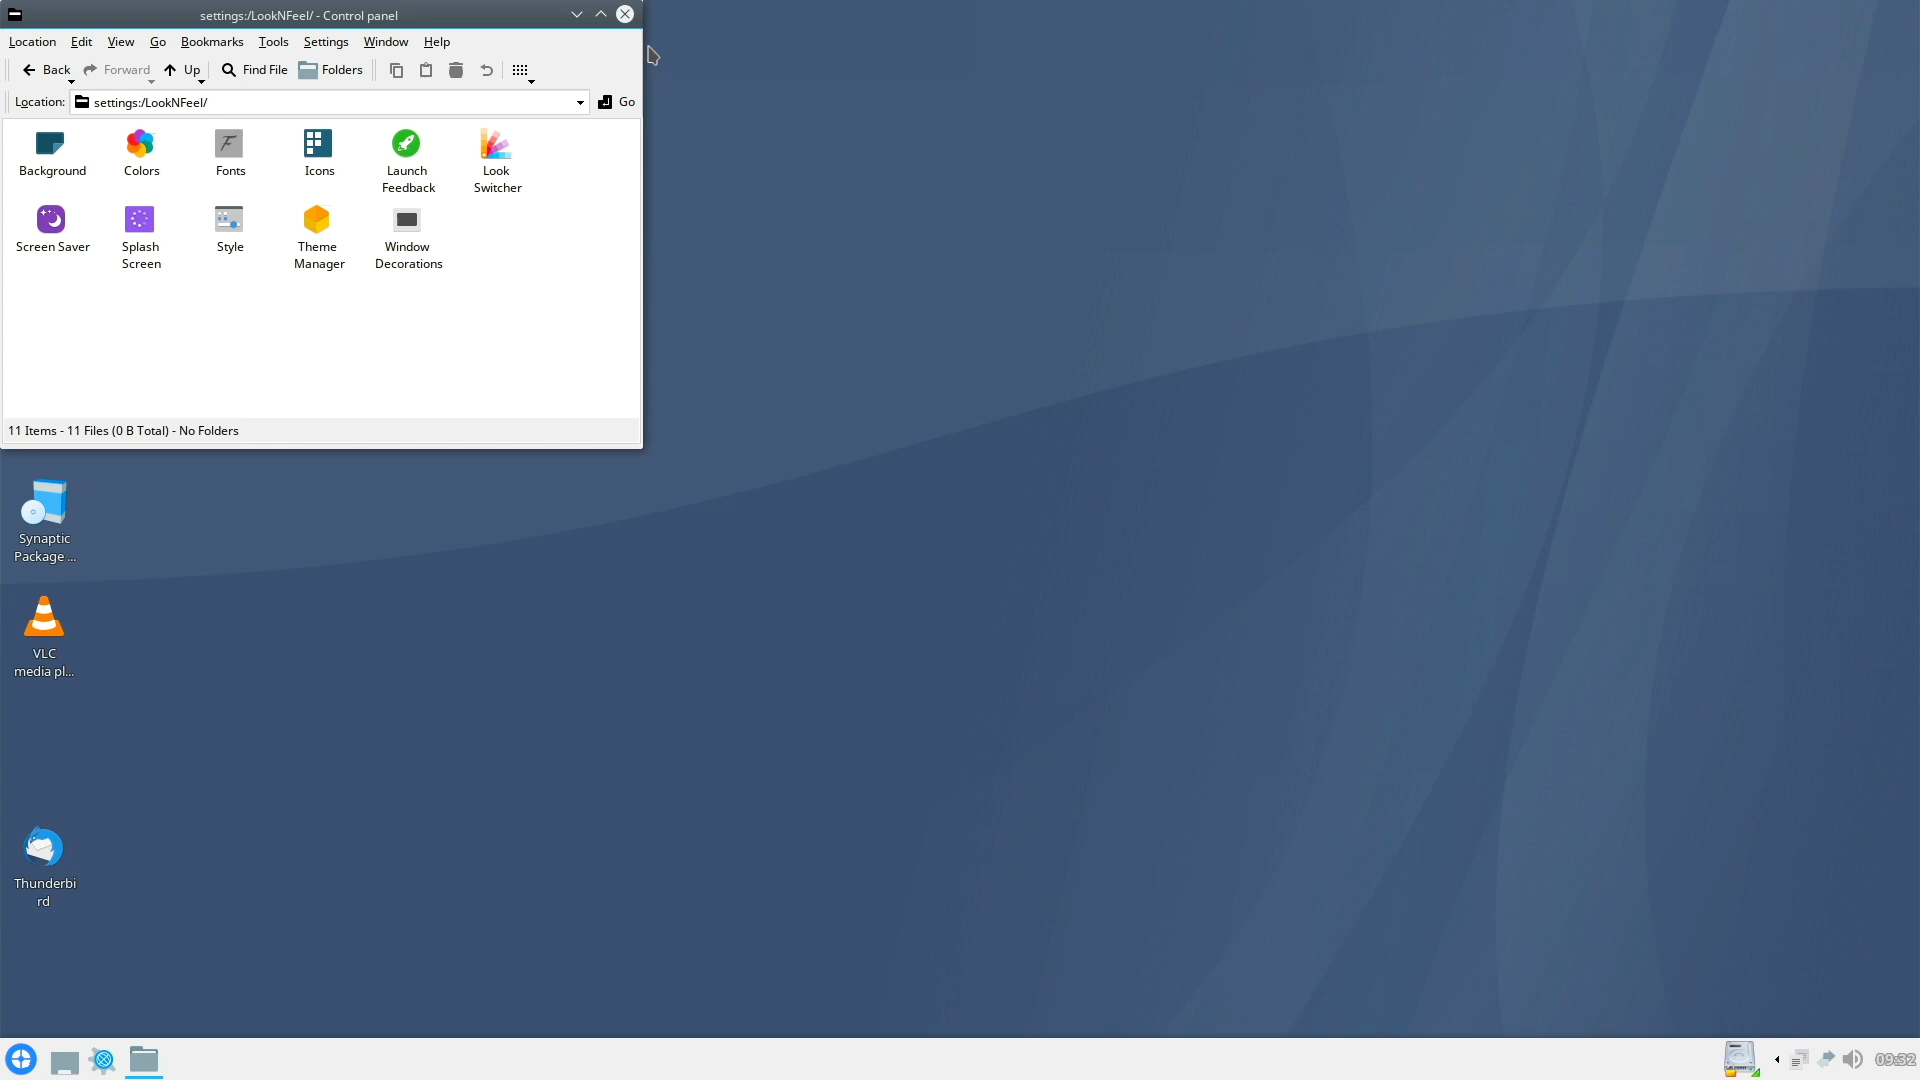 settings:/LookNFeel/ - Control panel
Location Edit View Go Bookmarks Tools Settings Window Help
Back Forward Up Find File Folders
Location: settings:/LookNFeel/ Go
Background Colors Fonts Icons Launch Feedback Look Switcher
Screen Saver Splash Screen Style Theme Manager Window Decorations
11 Items - 11 Files (0 B Total) - No Folders
Synaptic
Package ...
VLC
media pl...
Thunderbi
rd
09:32